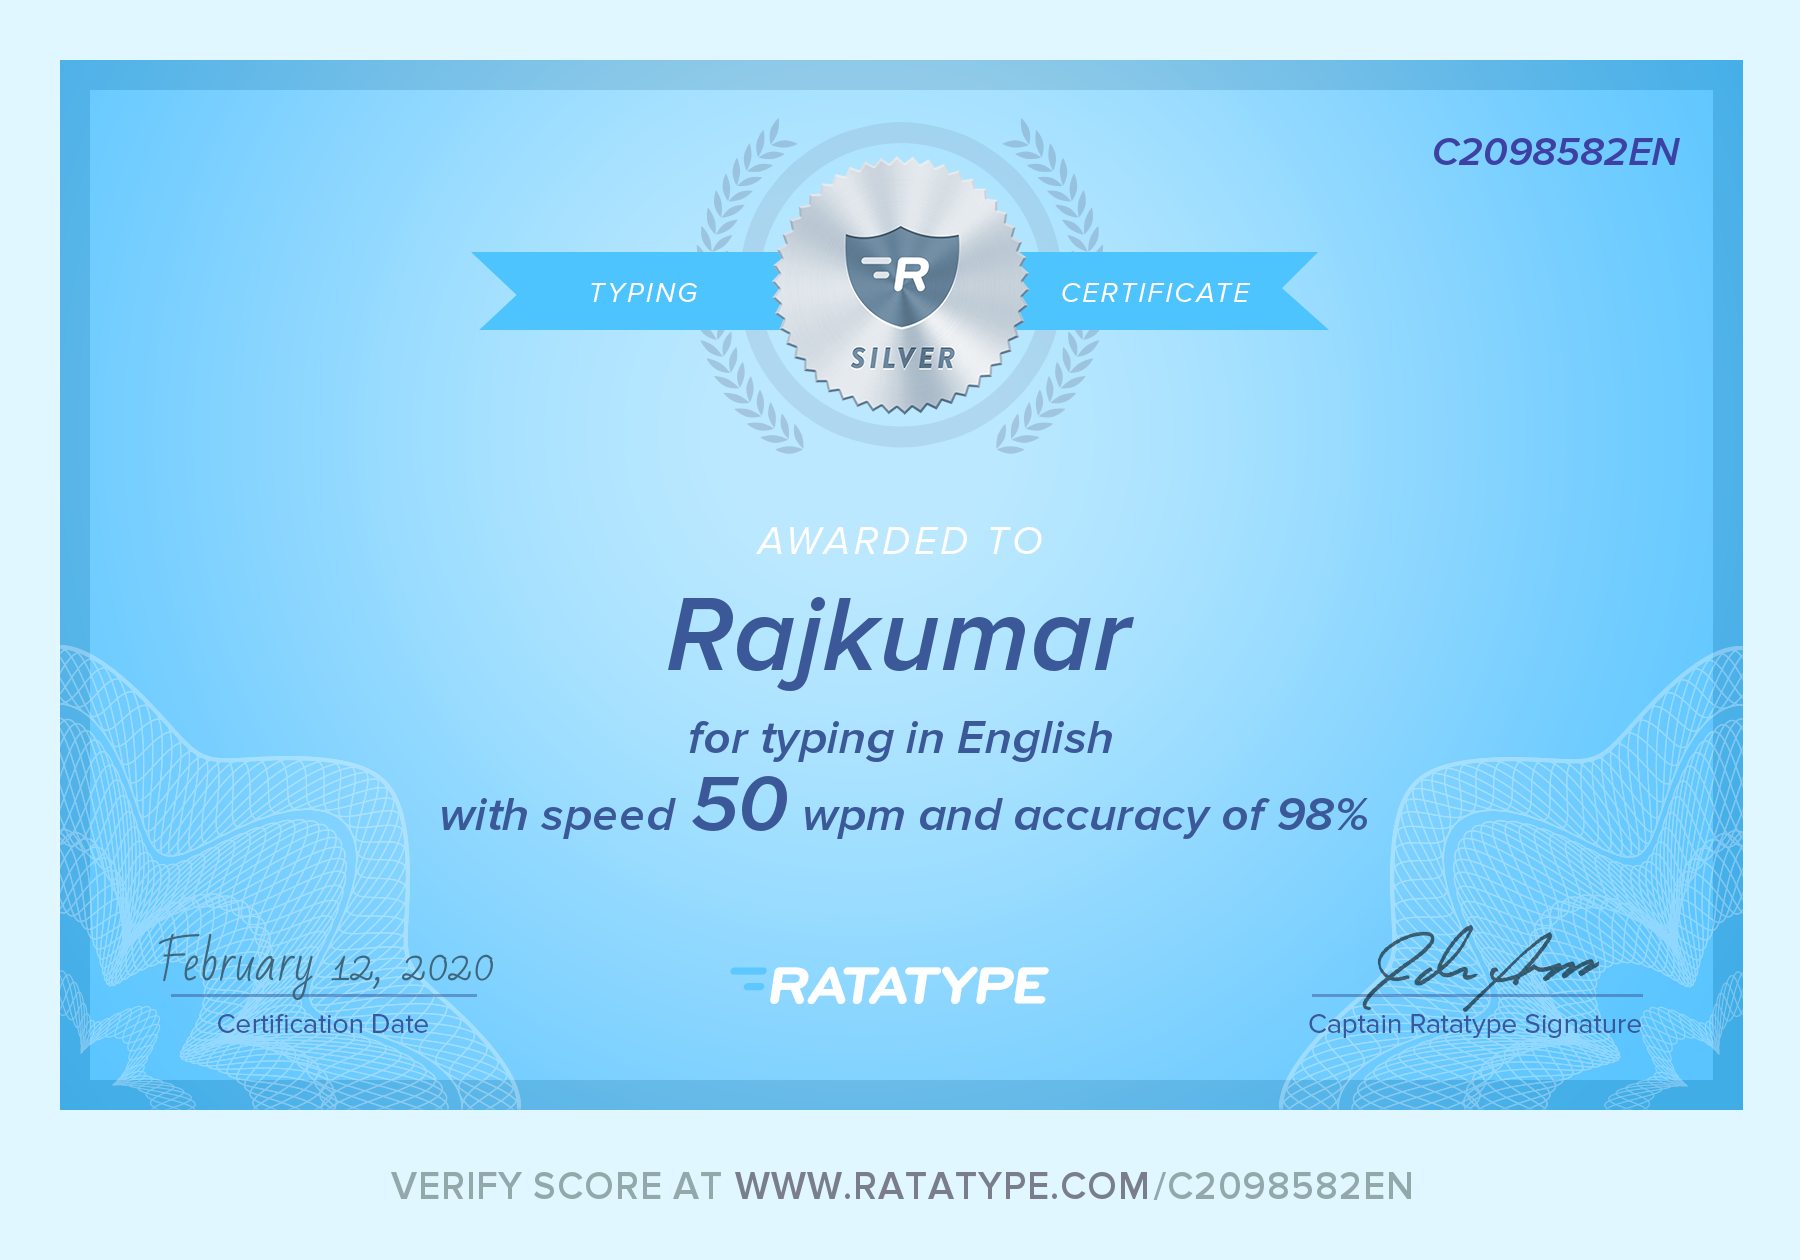 C2098582EN
TYPING
CERTIFICATE
R
SILVER
AWARDED TO
Rajkumar
for typing in English
with speed 50 wpm and accuracy of 98%
February 12, 2020
Certification Date
RATATYPE
Captain Ratatype Signature
VERIFY SCORE AT WWW.RATATYPE.COM/C2098582EN